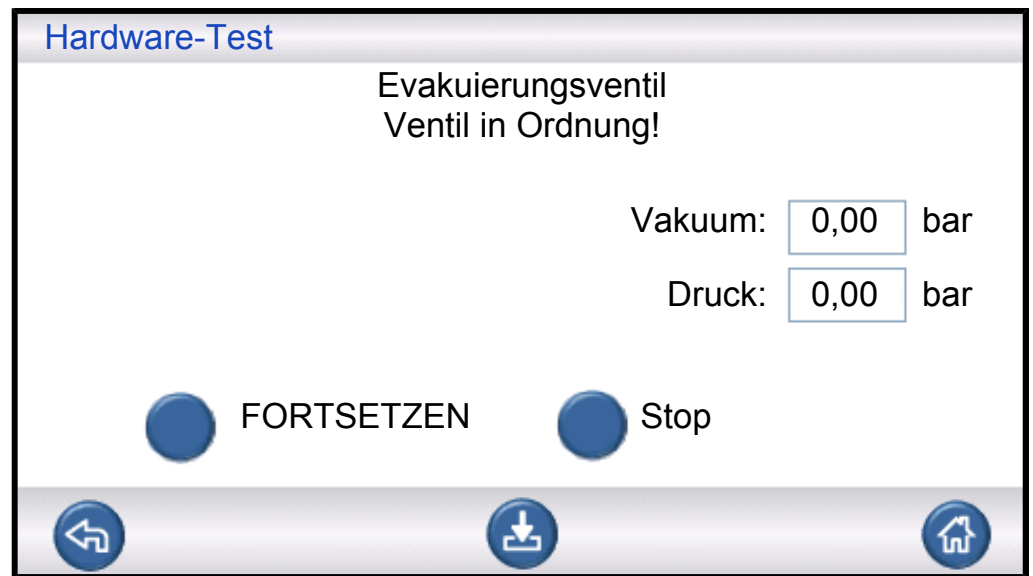 Hardware-Test
Evakuierungsventil
Ventil in Ordnung!
Vakuum: 0,00 bar
Druck: 0,00 bar
FORTSETZEN Stop